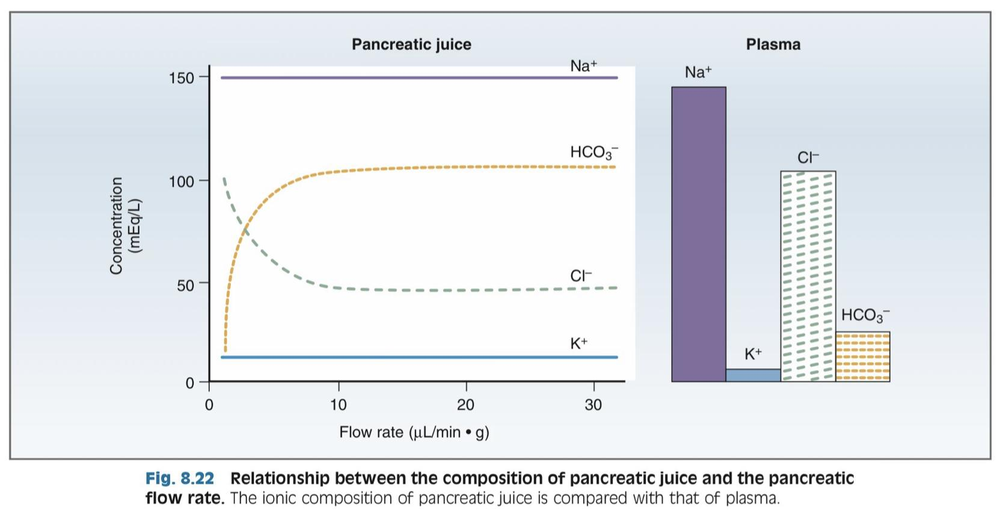 Pancreatic juice
Plasma
Concentration
(mEq/L)
150
100
50
0
Na⁺
HCO₃⁻
Cl⁻
K⁺
0 10 20 30
Flow rate (μL/min • g)
Na⁺
K⁺
Cl⁻
HCO₃⁻
Fig. 8.22 Relationship between the composition of pancreatic juice and the pancreatic
flow rate. The ionic composition of pancreatic juice is compared with that of plasma.